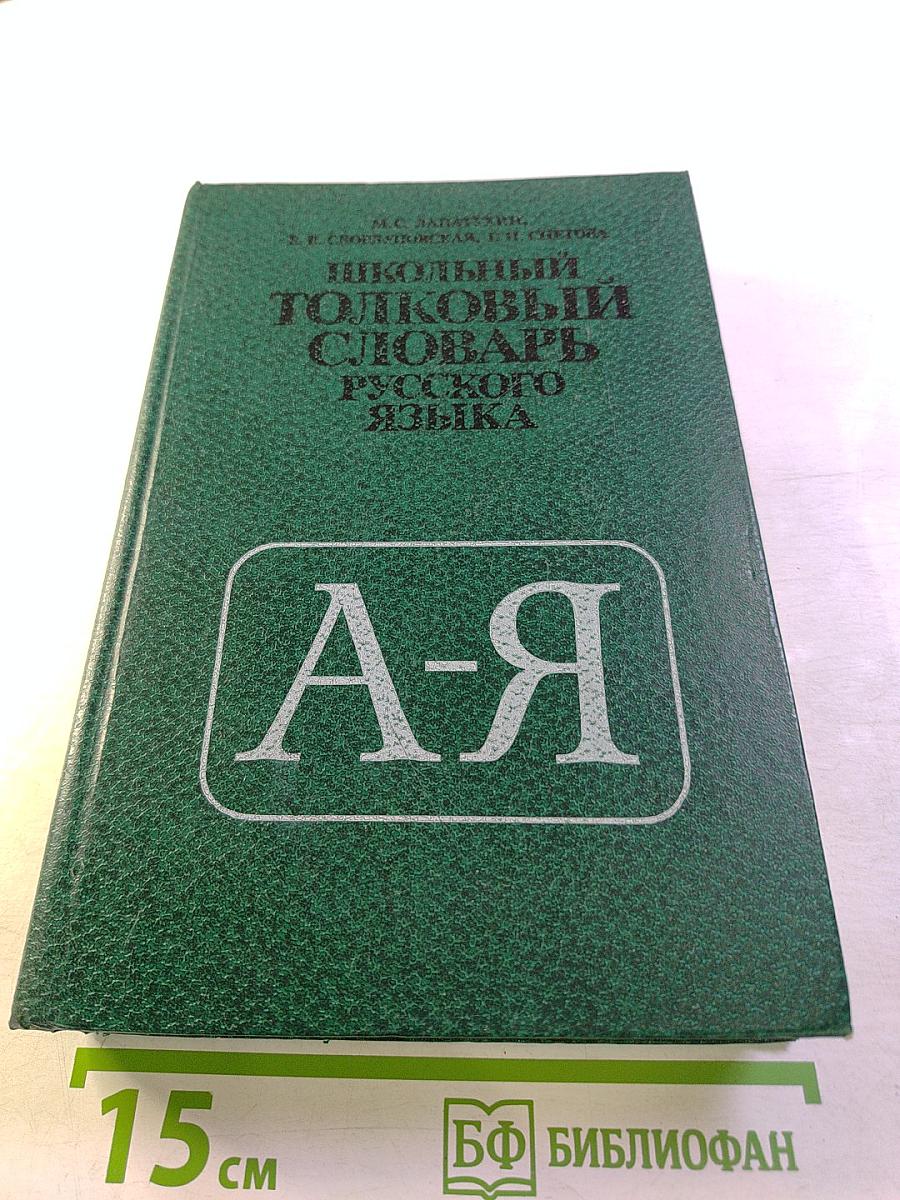 М.С. ЛАПАТУХИН,
Е.В. СКОРЛУПОВСКАЯ, Г.П. СНЕТОВА
ШКОЛЬНЫЙ
ТОЛКОВЫЙ
СЛОВАРЬ
РУССКОГО
ЯЗЫКА
А-Я
15 см
БФ БИБЛИОФАН